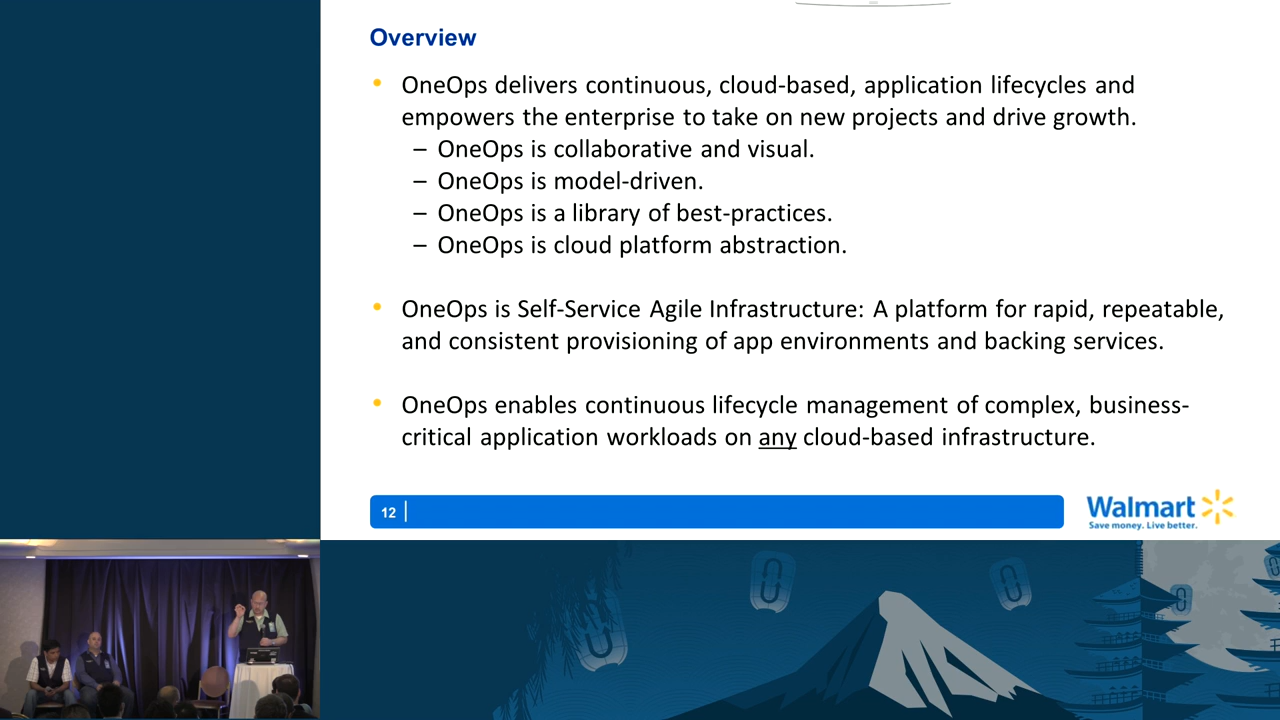 Overview
• OneOps delivers continuous, cloud-based, application lifecycles and
empowers the enterprise to take on new projects and drive growth.
– OneOps is collaborative and visual.
– OneOps is model-driven.
– OneOps is a library of best-practices.
– OneOps is cloud platform abstraction.
• OneOps is Self-Service Agile Infrastructure: A platform for rapid, repeatable,
and consistent provisioning of app environments and backing services.
• OneOps enables continuous lifecycle management of complex, business-
critical application workloads on any cloud-based infrastructure.
12
Walmart
Save money. Live better.